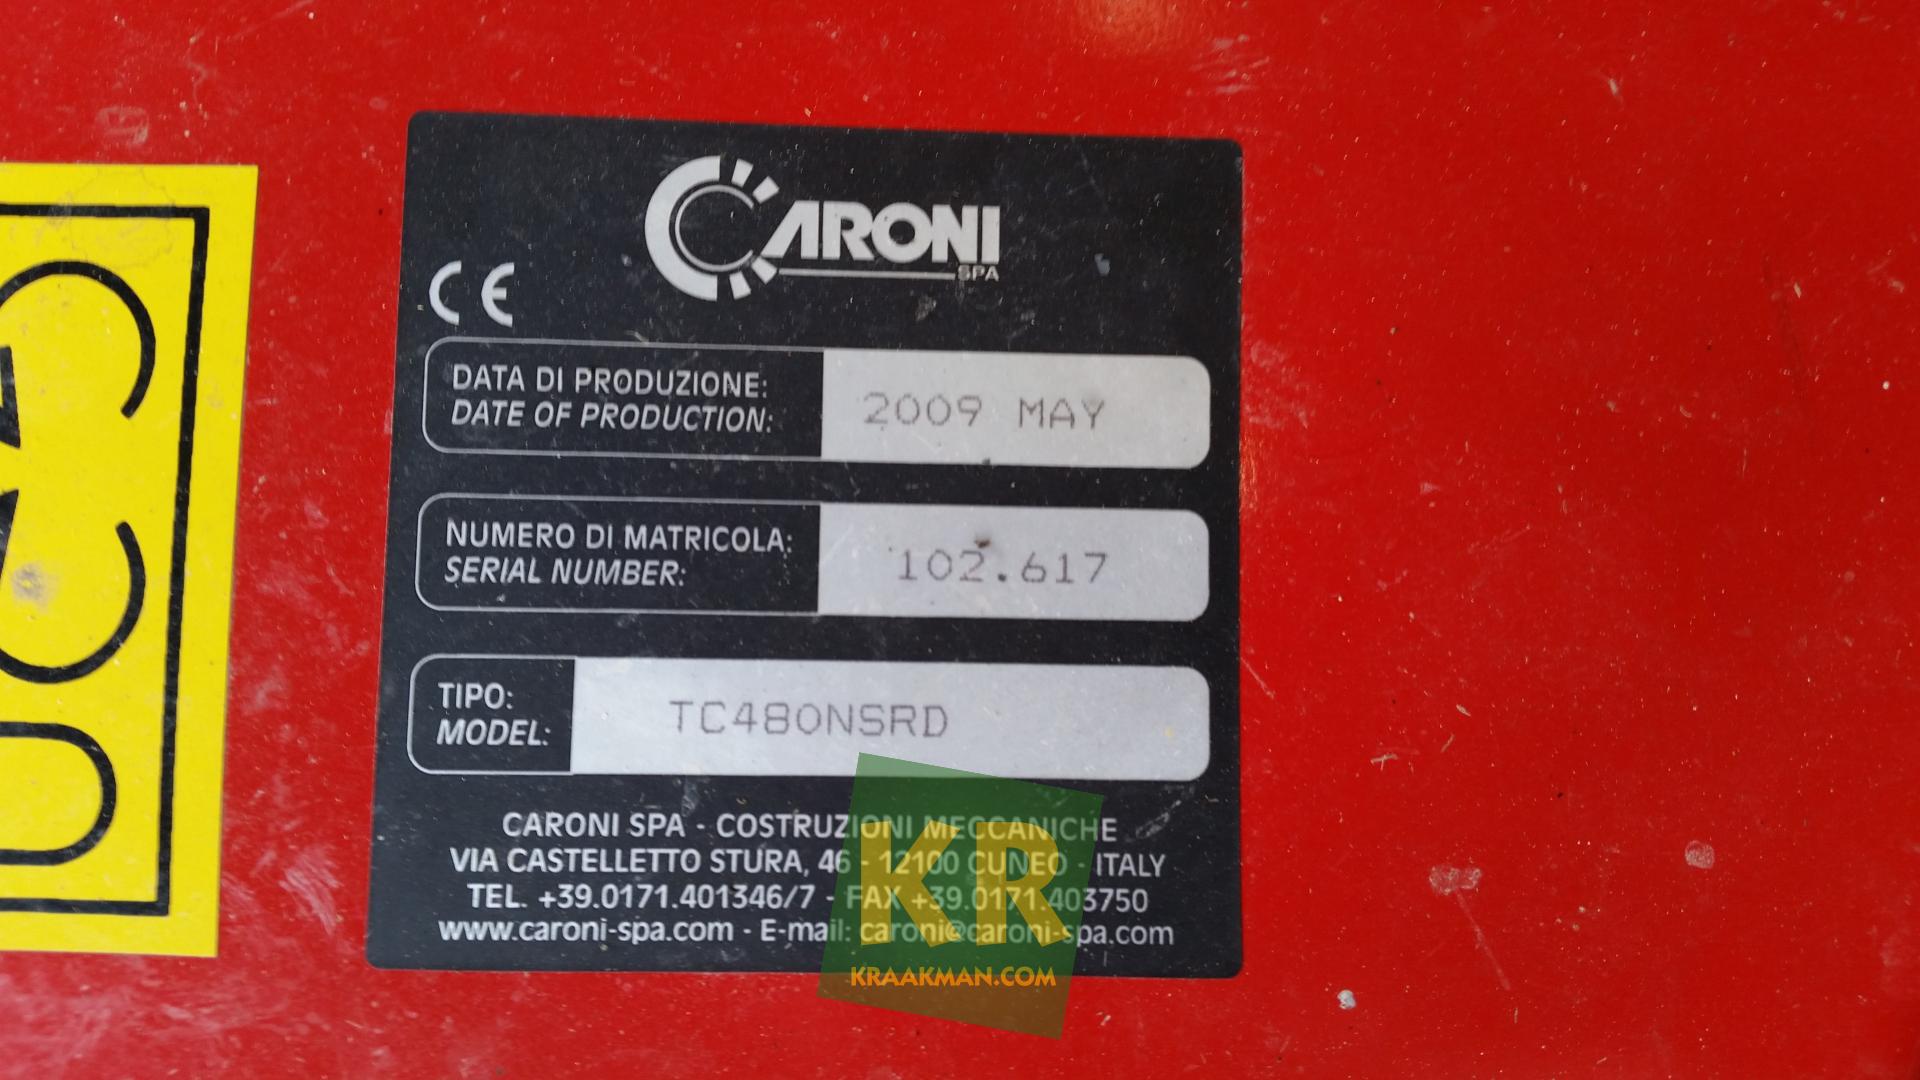 CARONI
SPA
CE
DATA DI PRODUZIONE:
DATE OF PRODUCTION:
2009 MAY
NUMERO DI MATRICOLA:
SERIAL NUMBER:
102.617
TIPO:
MODEL:
TC480NSRD
CARONI SPA - COSTRUZIONI MECCANICHE
VIA CASTELLETTO STURA, 46 - 12100 CUNEO - ITALY
TEL. +39.0171.401346/7 - FAX +39.0171.403750
www.caroni-spa.com - E-mail: caroni@caroni-spa.com
KR
KRAAKMAN.COM